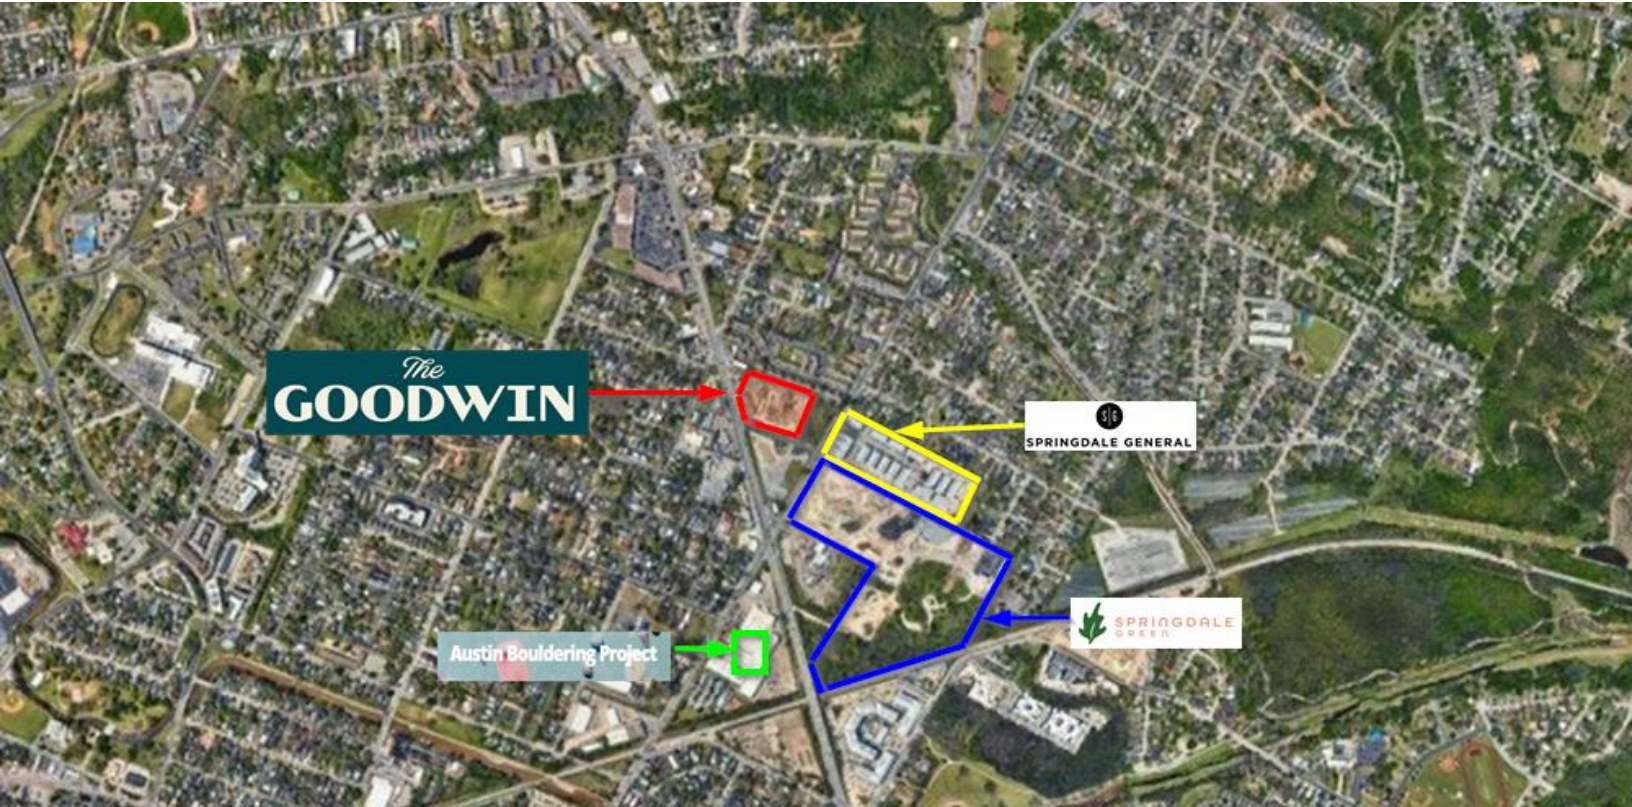 The
GOODWIN
S|G
SPRINGDALE GENERAL
SPRINGDALE
GREEN
Austin Bouldering Project